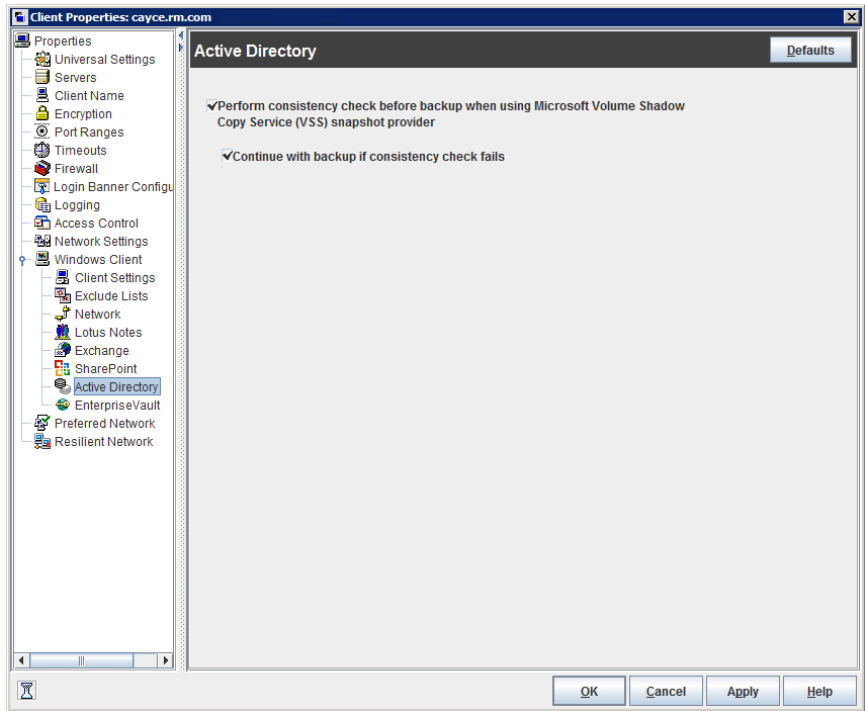 Client Properties: cayce.rm.com
Properties
Universal Settings
Servers
Client Name
Encryption
Port Ranges
Timeouts
Firewall
Login Banner Configu
Logging
Access Control
Network Settings
Windows Client
Client Settings
Exclude Lists
Network
Lotus Notes
Exchange
SharePoint
Active Directory
EnterpriseVault
Preferred Network
Resilient Network
Active Directory
Defaults
Perform consistency check before backup when using Microsoft Volume Shadow
Copy Service (VSS) snapshot provider
Continue with backup if consistency check fails
OK
Cancel
Apply
Help